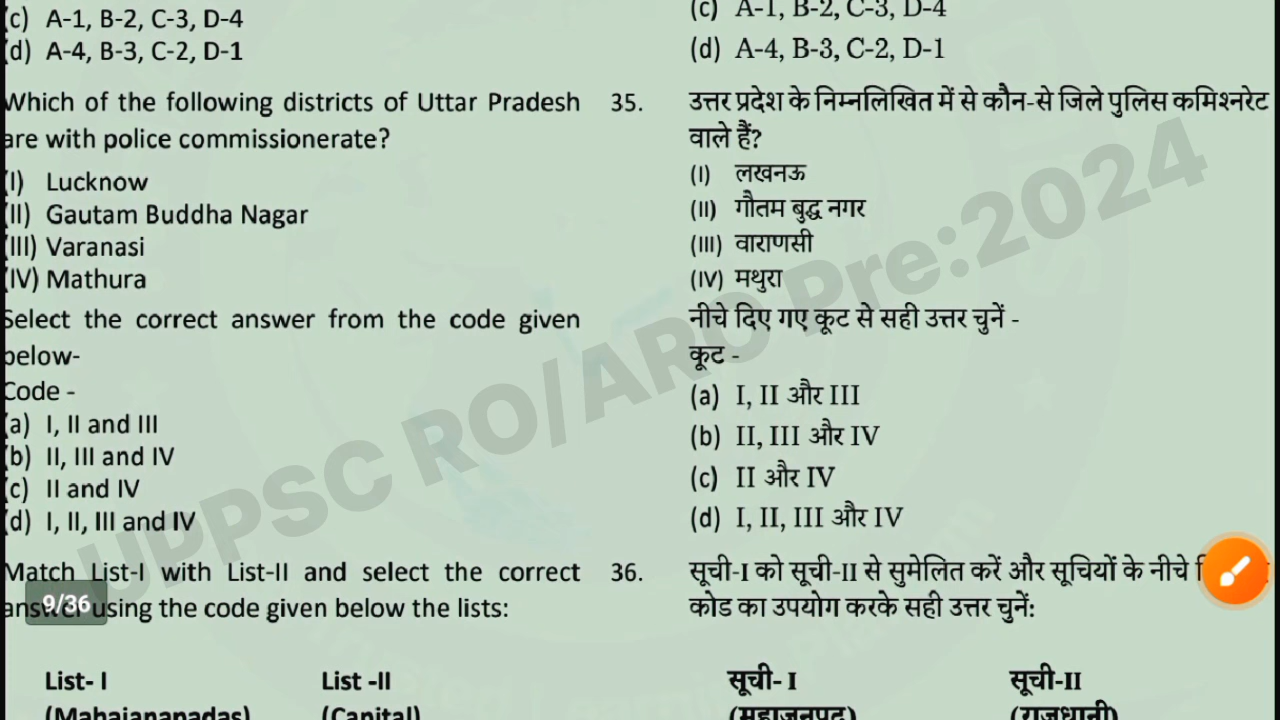 (c) A-1, B-2, C-3, D-4
(d) A-4, B-3, C-2, D-1
Which of the following districts of Uttar Pradesh
are with police commissionerate?
(I) Lucknow
(II) Gautam Buddha Nagar
(III) Varanasi
(IV) Mathura
Select the correct answer from the code given
below-
Code -
(a) I, II and III
(b) II, III and IV
(c) II and IV
(d) I, II, III and IV
Match List-I with List-II and select the correct
answer using the code given below the lists:
List- I List -II
(Mahajanapadas) (Capital)
(c) A-1, B-2, C-3, D-4
(d) A-4, B-3, C-2, D-1
35. उत्तर प्रदेश के निम्नलिखित में से कौन-से जिले पुलिस कमिश्नरेट
वाले हैं?
(I) लखनऊ
(II) गौतम बुद्ध नगर
(III) वाराणसी
(IV) मथुरा
नीचे दिए गए कूट से सही उत्तर चुनें -
कूट -
(a) I, II और III
(b) II, III और IV
(c) II और IV
(d) I, II, III और IV
36. सूची-I को सूची-II से सुमेलित करें और सूचियों के नीचे
कोड का उपयोग करके सही उत्तर चुनें:
सूची- I सूची-II
(महाजनपद) (राजधानी)
UPPSC RO/ARO Pre:2024
9/36